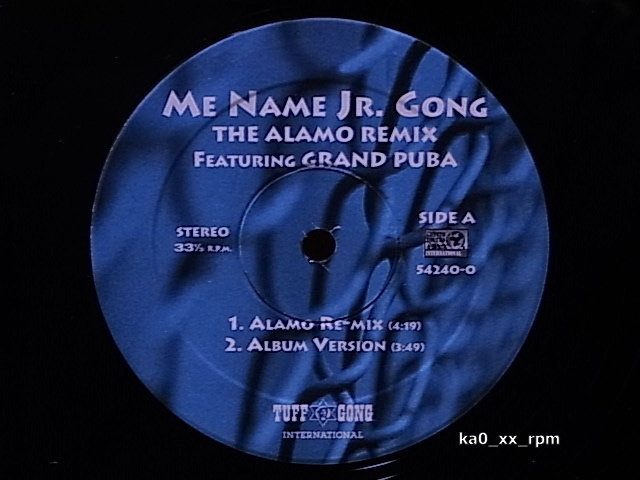 ME NAME JR. GONG
THE ALAMO REMIX
FEATURING GRAND PUBA
STEREO
33⅓ R.P.M.
SIDE A
INTERNATIONAL
54240-0
1. ALAMO RE-MIX (4:19)
2. ALBUM VERSION (3:49)
TUFF GONG
INTERNATIONAL
ka0_xx_rpm